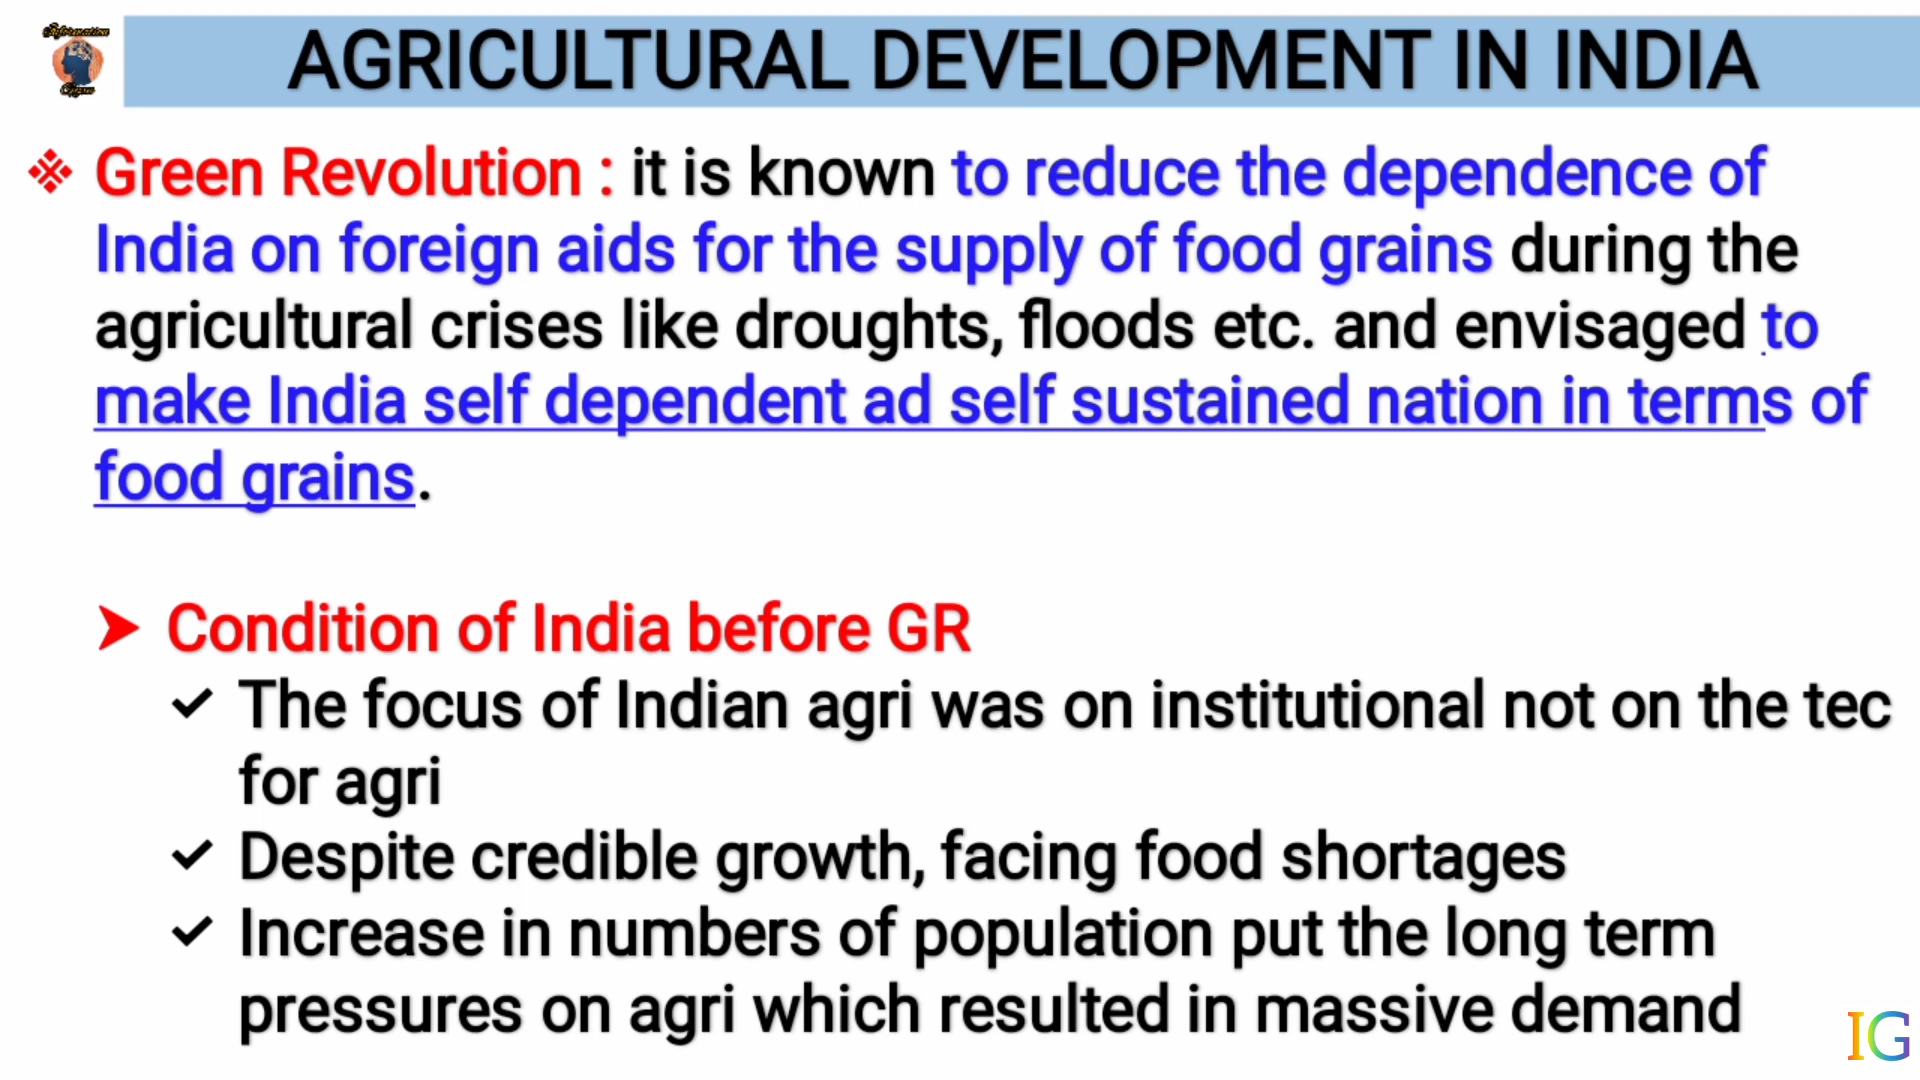 AGRICULTURAL DEVELOPMENT IN INDIA
Green Revolution : it is known to reduce the dependence of
India on foreign aids for the supply of food grains during the
agricultural crises like droughts, floods etc. and envisaged to
make India self dependent ad self sustained nation in terms of
food grains.
Condition of India before GR
The focus of Indian agri was on institutional not on the tec
for agri
Despite credible growth, facing food shortages
Increase in numbers of population put the long term
pressures on agri which resulted in massive demand
IG